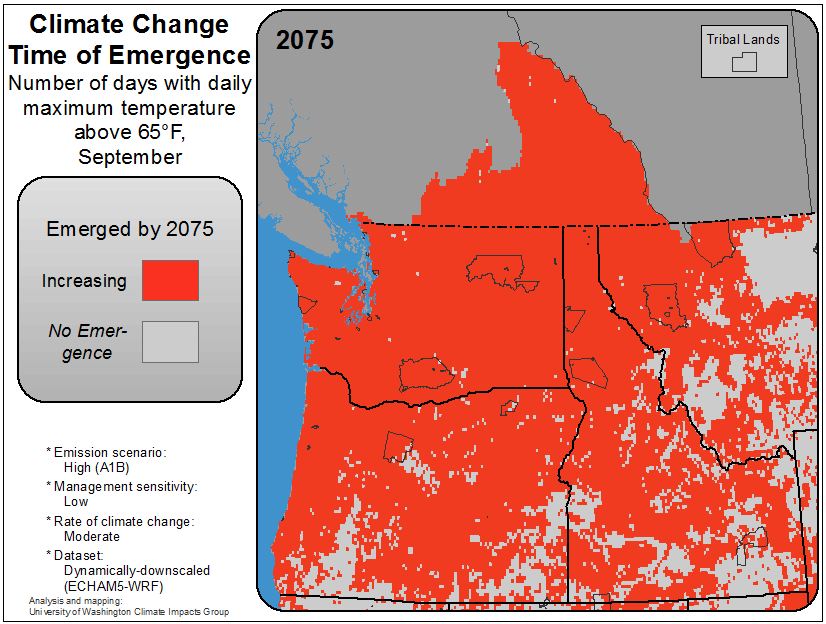 Climate Change
Time of Emergence
Number of days with daily
maximum temperature
above 65°F,
September
Emerged by 2075
Increasing
No Emer-
gence
* Emission scenario:
High (A1B)
* Management sensitivity:
Low
* Rate of climate change:
Moderate
* Dataset:
Dynamically-downscaled
(ECHAM5-WRF)
Analysis and mapping:
University of Washington Climate Impacts Group
2075
Tribal Lands